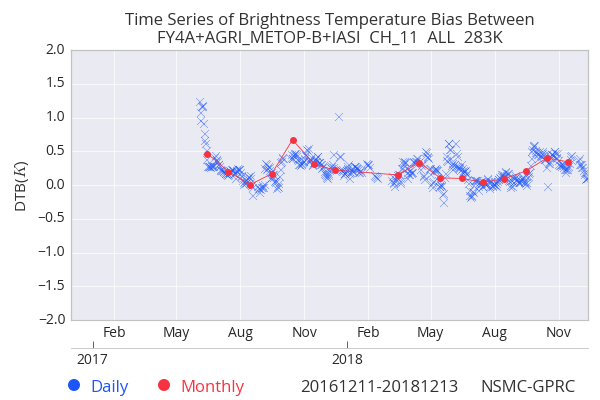 Time Series of Brightness Temperature Bias Between
FY4A+AGRI_METOP-B+IASI CH_11 ALL 283K
DTB(K)
2.0
1.5
1.0
0.5
0.0
−0.5
−1.0
−1.5
−2.0
Feb May Aug Nov Feb May Aug Nov
2017 2018
Daily Monthly 20161211-20181213 NSMC-GPRC